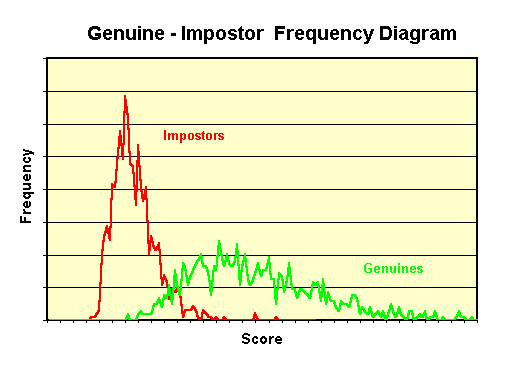 Genuine - Impostor Frequency Diagram
Impostors
Genuines
Frequency
Score